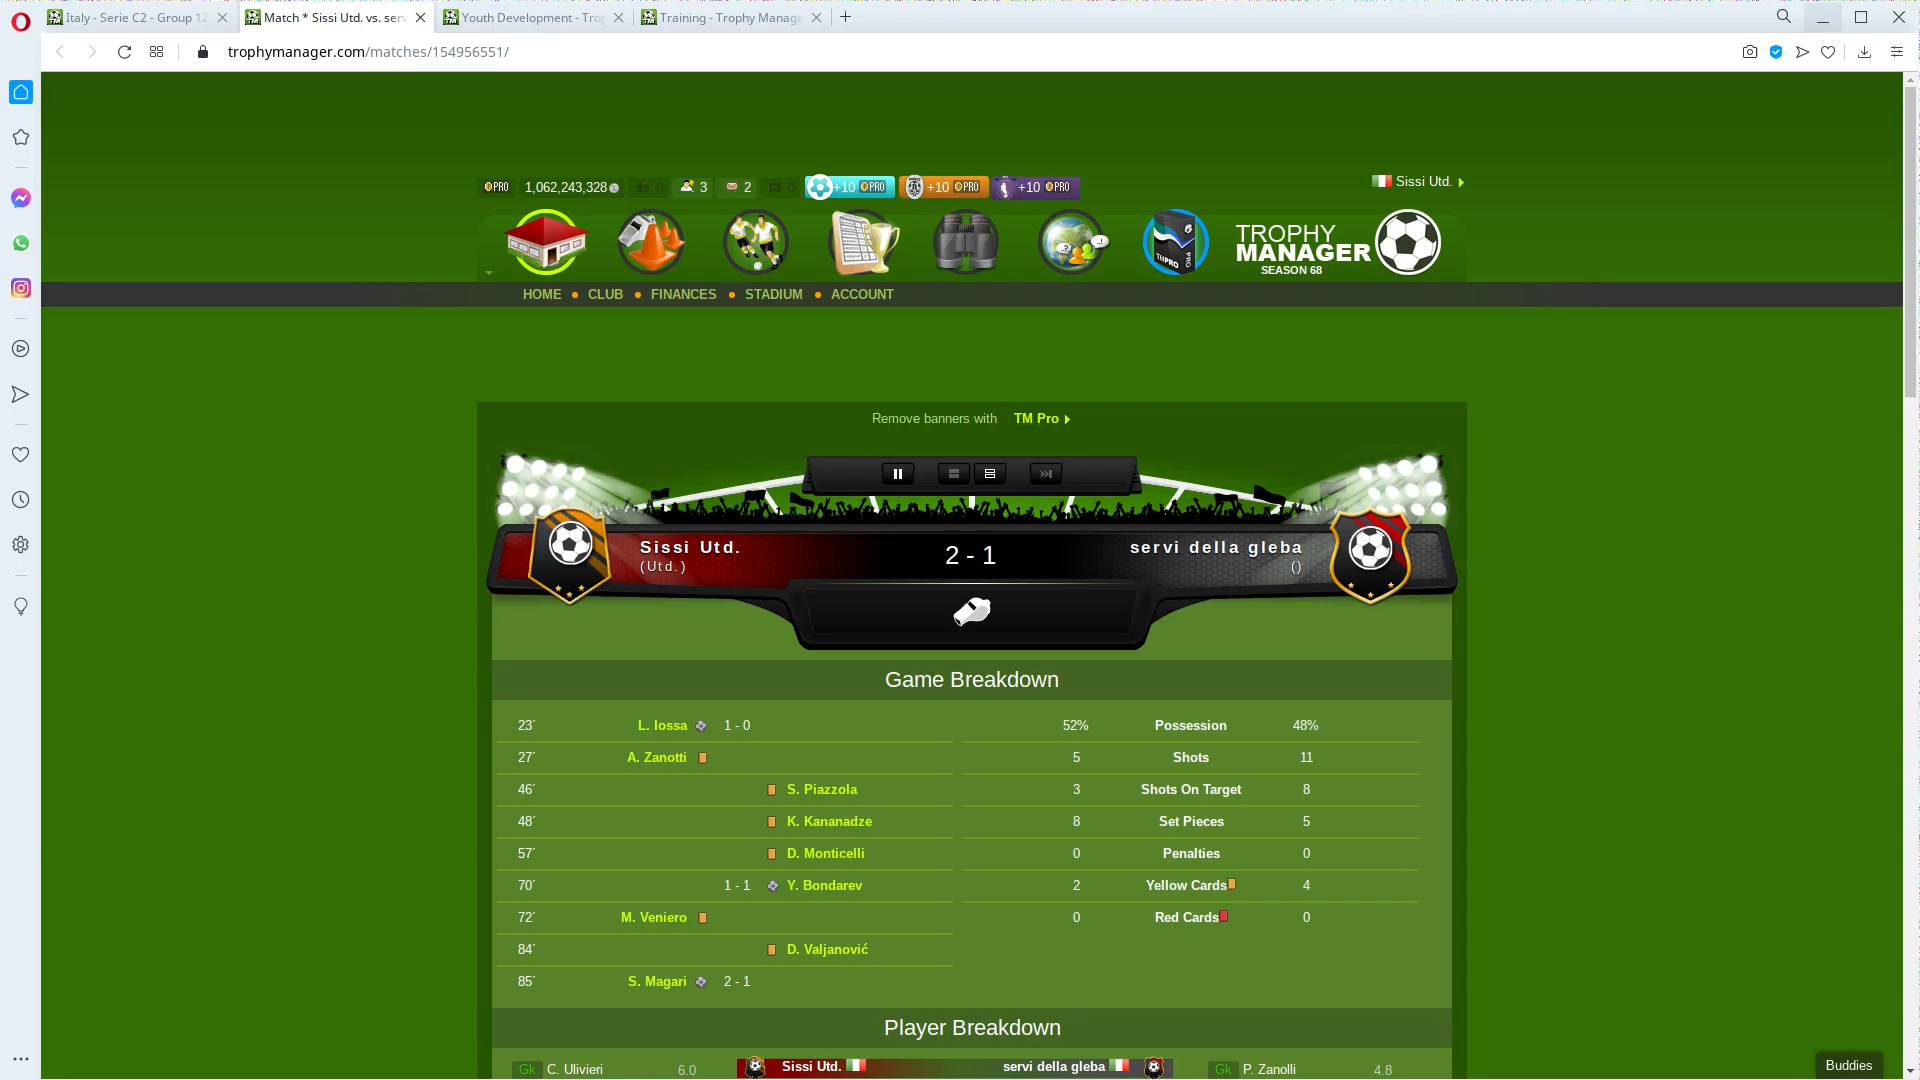 Italy - Serie C2 - Group 12
Match * Sissi Utd. vs. serv
Youth Development - Trop
Training - Trophy Manage
trophymanager.com/matches/154956551/
PRO 1,062,243,328 0 3 2 0 +10 PRO +10 PRO +10 PRO
Sissi Utd.
TROPHY
MANAGER
SEASON 68
HOME CLUB FINANCES STADIUM ACCOUNT
Remove banners with TM Pro
Sissi Utd. 2 - 1 servi della gleba
(Utd.) ()
Game Breakdown
23´ L. Iossa 1 - 0 52% Possession 48%
27´ A. Zanotti 5 Shots 11
46´ S. Piazzola 3 Shots On Target 8
48´ K. Kananadze 8 Set Pieces 5
57´ D. Monticelli 0 Penalties 0
70´ 1 - 1 Y. Bondarev 2 Yellow Cards 4
72´ M. Veniero 0 Red Cards 0
84´ D. Valjanović
85´ S. Magari 2 - 1
Player Breakdown
Gk C. Ulivieri 6.0 Sissi Utd. servi della gleba Gk P. Zanolli 4.8
Buddies